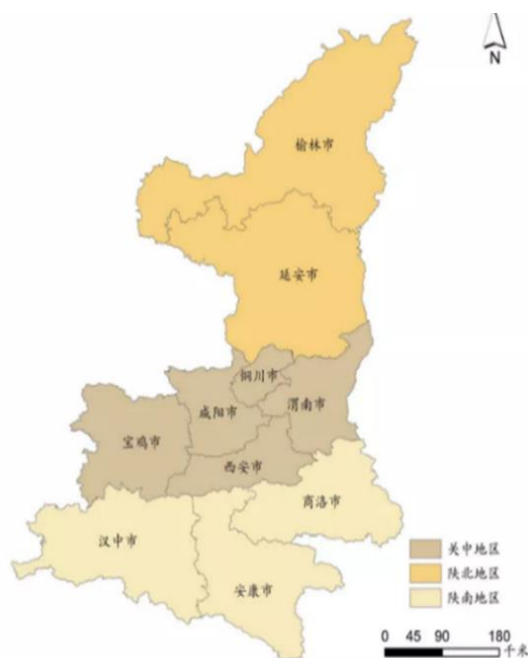 N
榆林市
延安市
铜川市
咸阳市
渭南市
宝鸡市
西安市
商洛市
汉中市
安康市
关中地区
陕北地区
陕南地区
0 45 90 180
千米